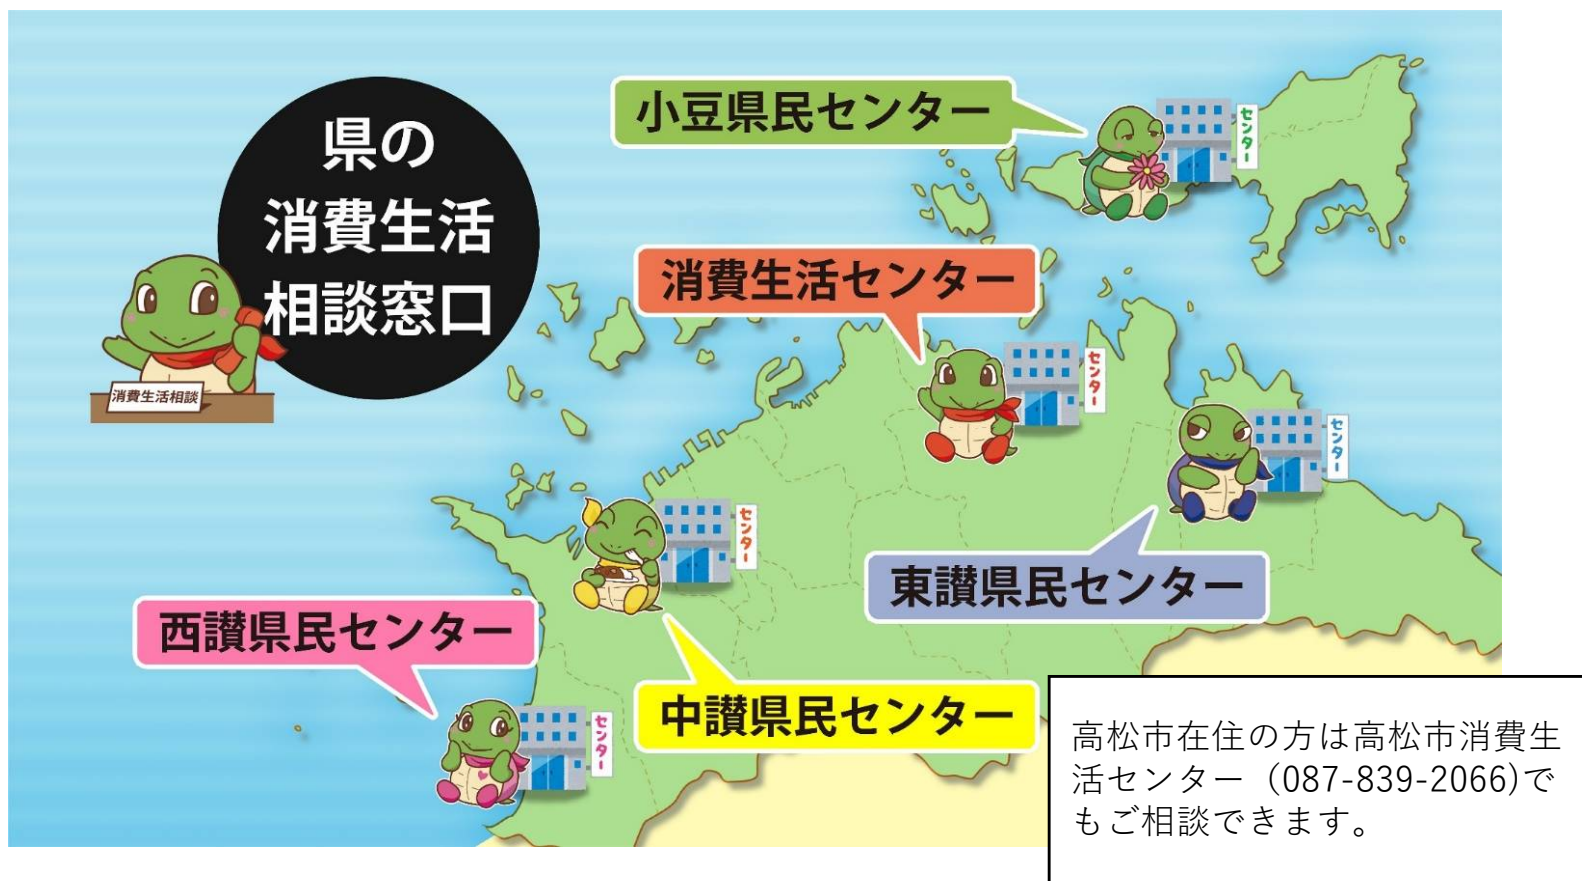 県の
消費生活
相談窓口
消費生活相談
小豆県民センター
センター
消費生活センター
センター
センター
東讃県民センター
センター
中讃県民センター
西讃県民センター
センター
高松市在住の方は高松市消費生
活センター（087-839-2066)で
もご相談できます。